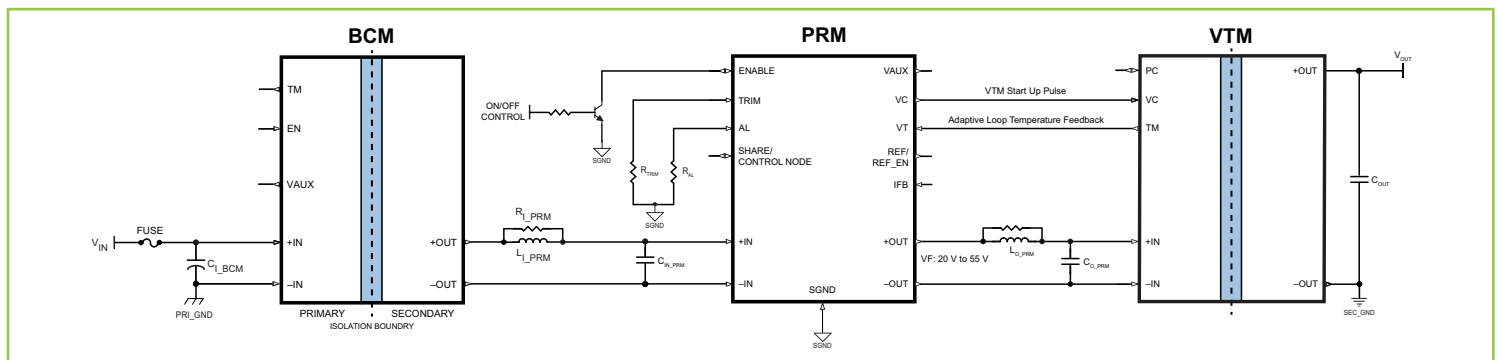 BCM
PRM
VTM
TM
EN
VAUX
+IN
–IN
+OUT
–OUT
PRIMARY
SECONDARY
ISOLATION BOUNDRY
V_IN
FUSE
C_I_BCM
PRI_GND
R_I_PRM
L_I_PRM
C_IN_PRM
ON/OFF
CONTROL
SGND
R_TRIM
R_AL
SGND
ENABLE
TRIM
AL
SHARE/
CONTROL NODE
+IN
–IN
VAUX
VC
VT
REF/
REF_EN
IFB
+OUT
–OUT
SGND
SGND
VTM Start Up Pulse
Adaptive Loop Temperature Feedback
VF: 20 V to 55 V
L_O_PRM
C_O_PRM
PC
VC
TM
+IN
–IN
+OUT
–OUT
V_OUT
C_OUT
SEC_GND